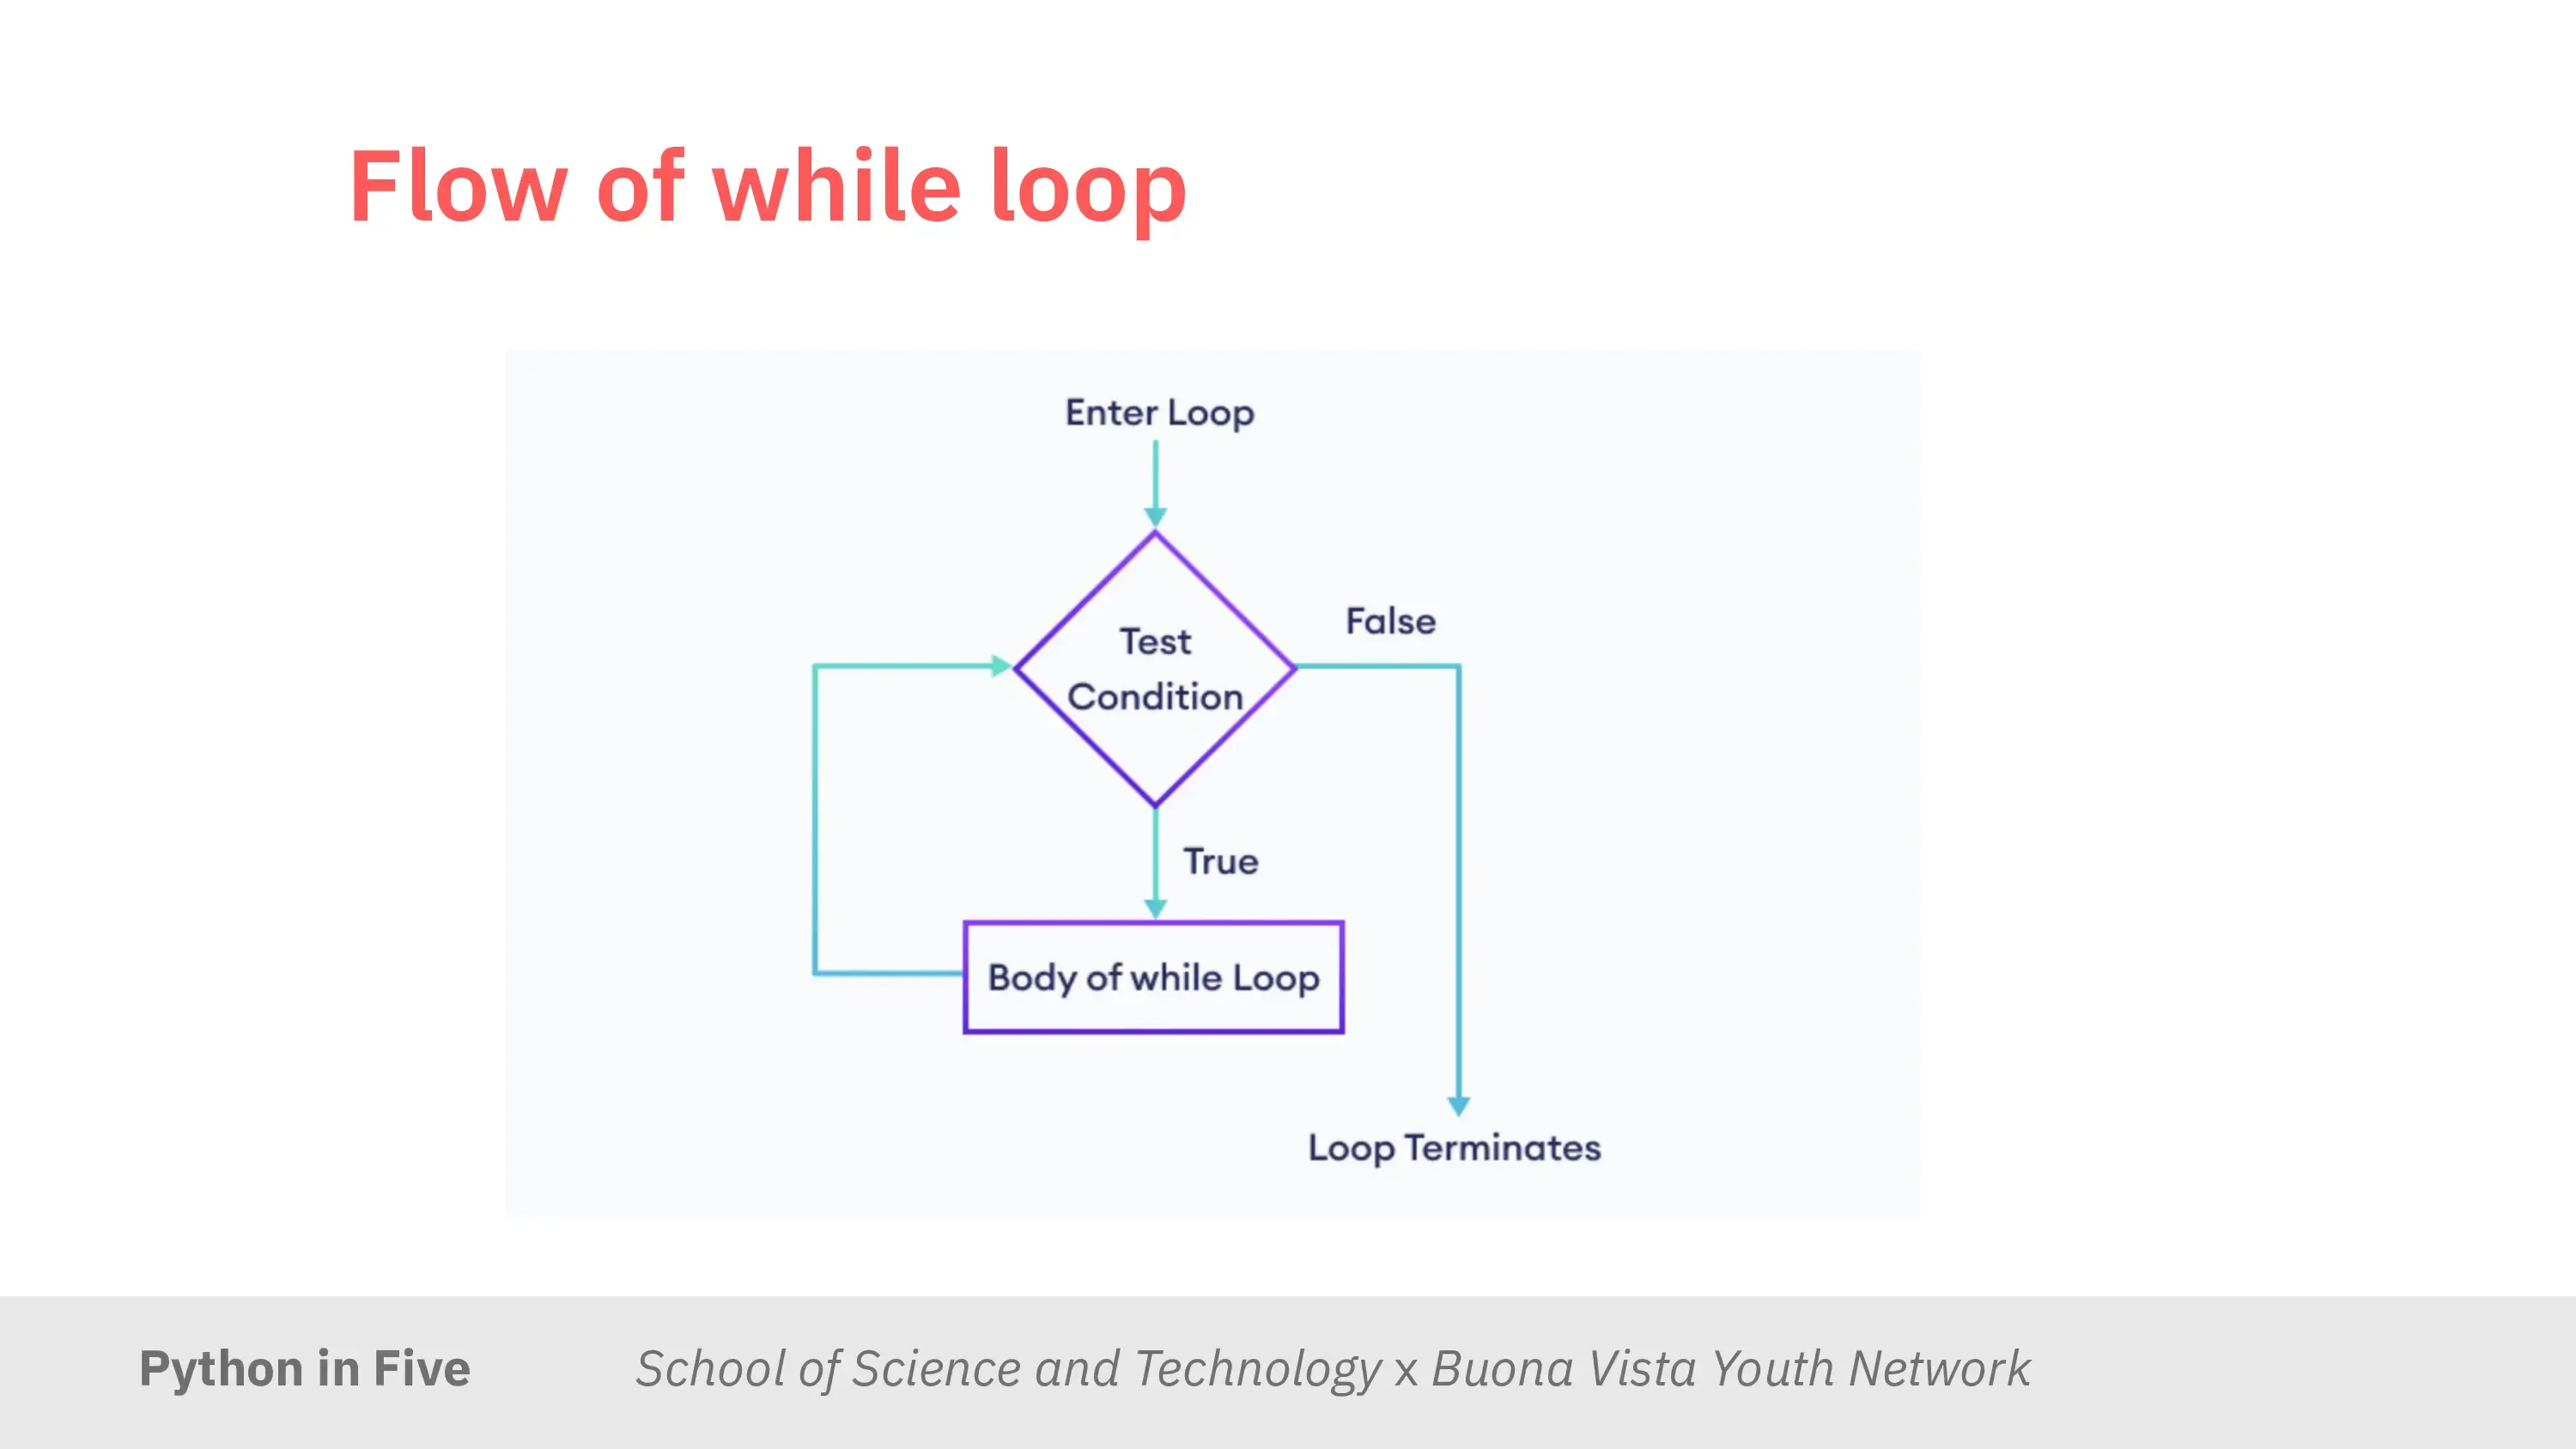 Flow of while loop
Enter Loop
Test
Condition
False
True
Body of while Loop
Loop Terminates
Python in Five
School of Science and Technology x Buona Vista Youth Network